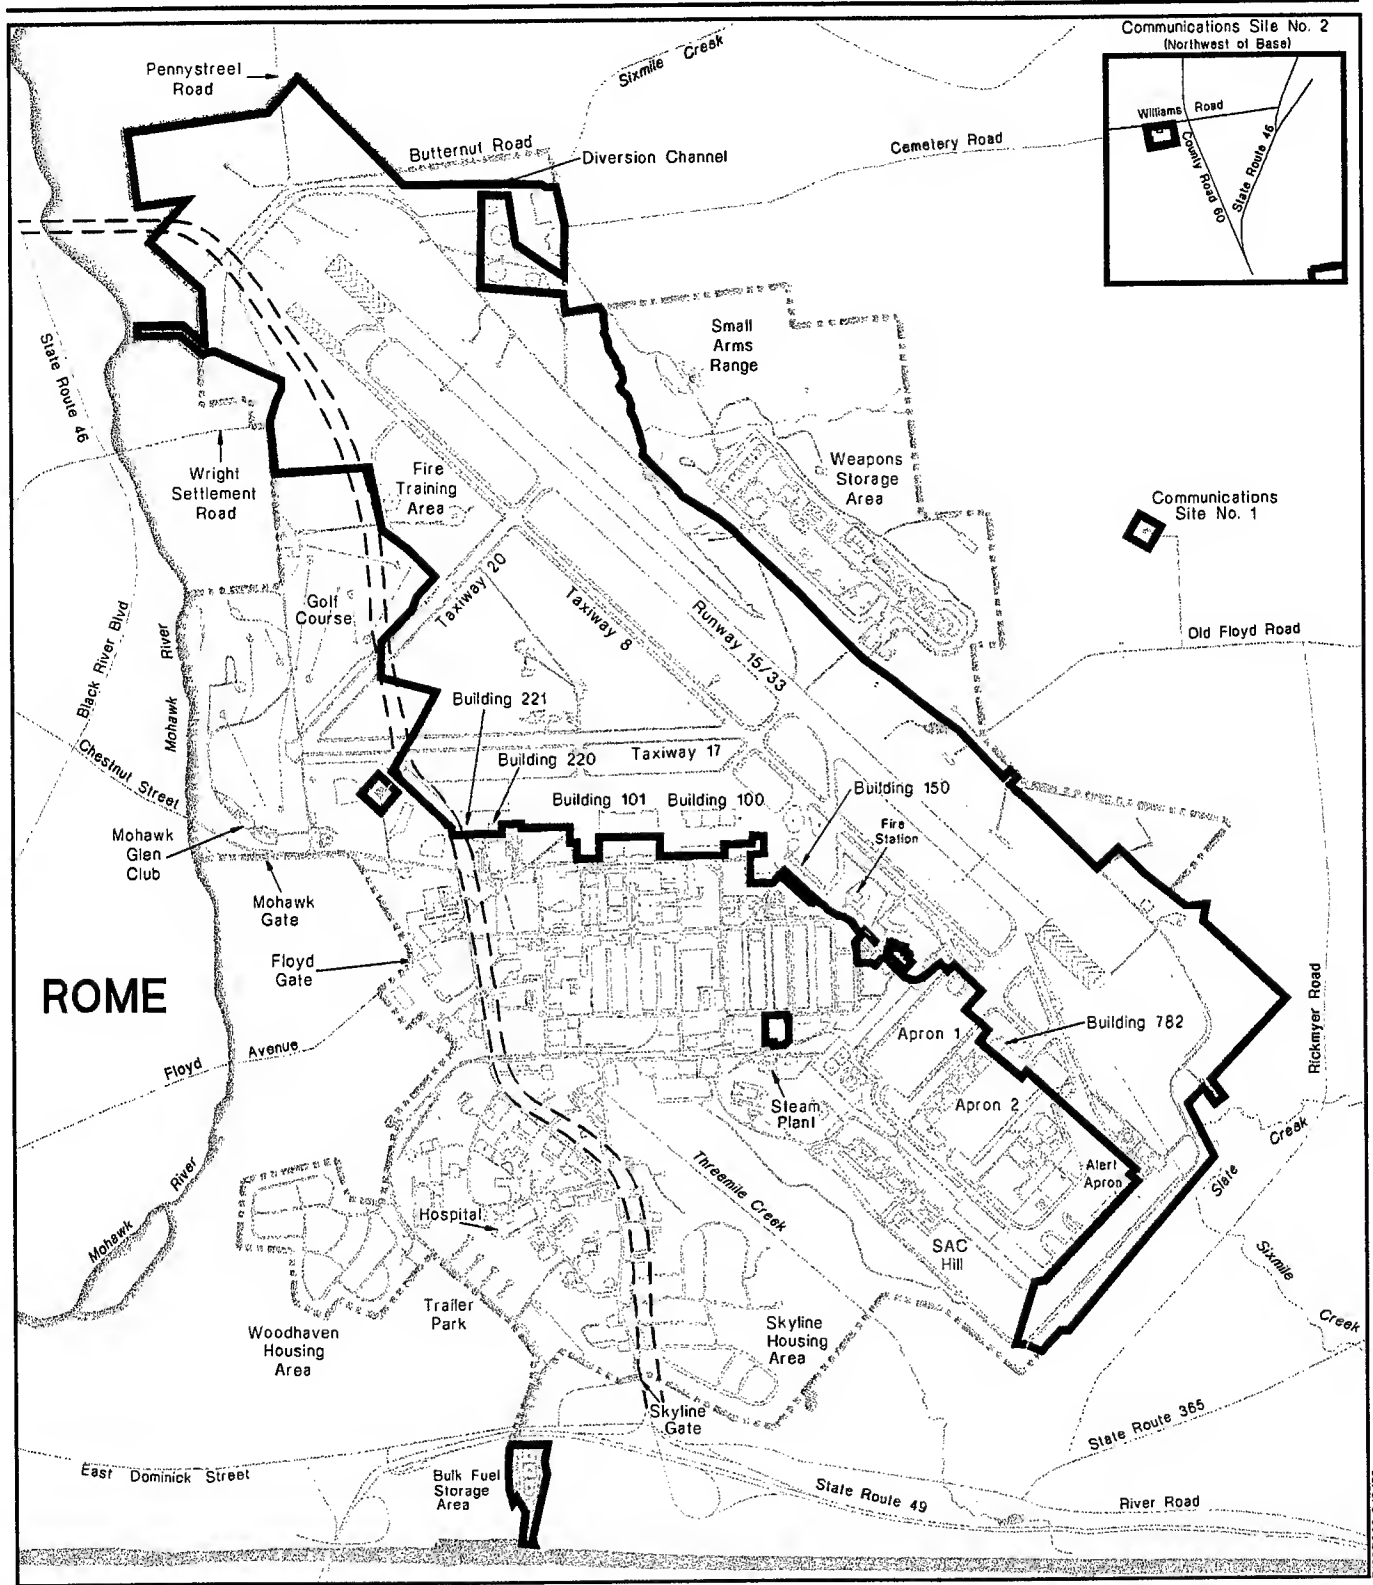 Communications Site No. 2
(Northwest of Base)
Williams Road
County Road 60
State Route 46
Pennystreet
Road
Sixmile Creek
Butternut Road
Diversion Channel
Cemetery Road
State Route 46
Small
Arms
Range
Wright
Settlement
Road
Fire
Training
Area
Weapons
Storage
Area
Communications
Site No. 1
Golf
Course
Taxiway 20
Taxiway 8
Runway 15/33
Old Floyd Road
Black River Blvd
Mohawk River
Chestnut Street
Building 221
Building 220
Taxiway 17
Building 101
Building 100
Building 150
Fire
Station
Mohawk
Glen
Club
Mohawk
Gate
Floyd
Gate
ROME
Floyd Avenue
Apron 1
Building 782
Rickmyer Road
Apron 2
Steam
Plant
Alert
Apron
Slate Creek
Threemile Creek
Mohawk River
Hospital
SAC
Hill
Sixmile Creek
Trailer
Park
Woodhaven
Housing
Area
Skyline
Housing
Area
Skyline
Gate
State Route 365
East Dominick Street
Bulk Fuel
Storage
Area
State Route 49
River Road